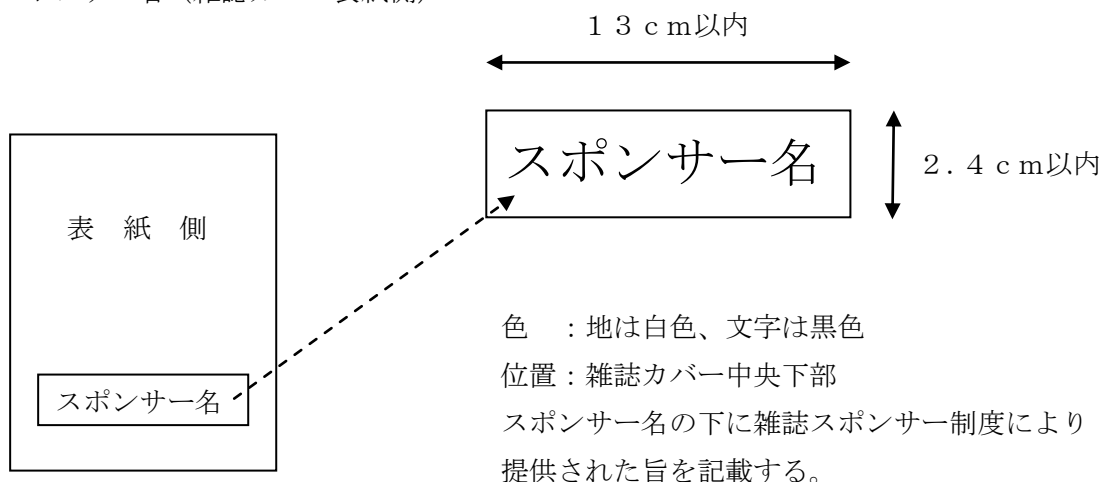 １３ｃｍ以内
スポンサー名
２.４ｃｍ以内
表　紙　側
スポンサー名
色　：地は白色、文字は黒色
位置：雑誌カバー中央下部
スポンサー名の下に雑誌スポンサー制度により
提供された旨を記載する。